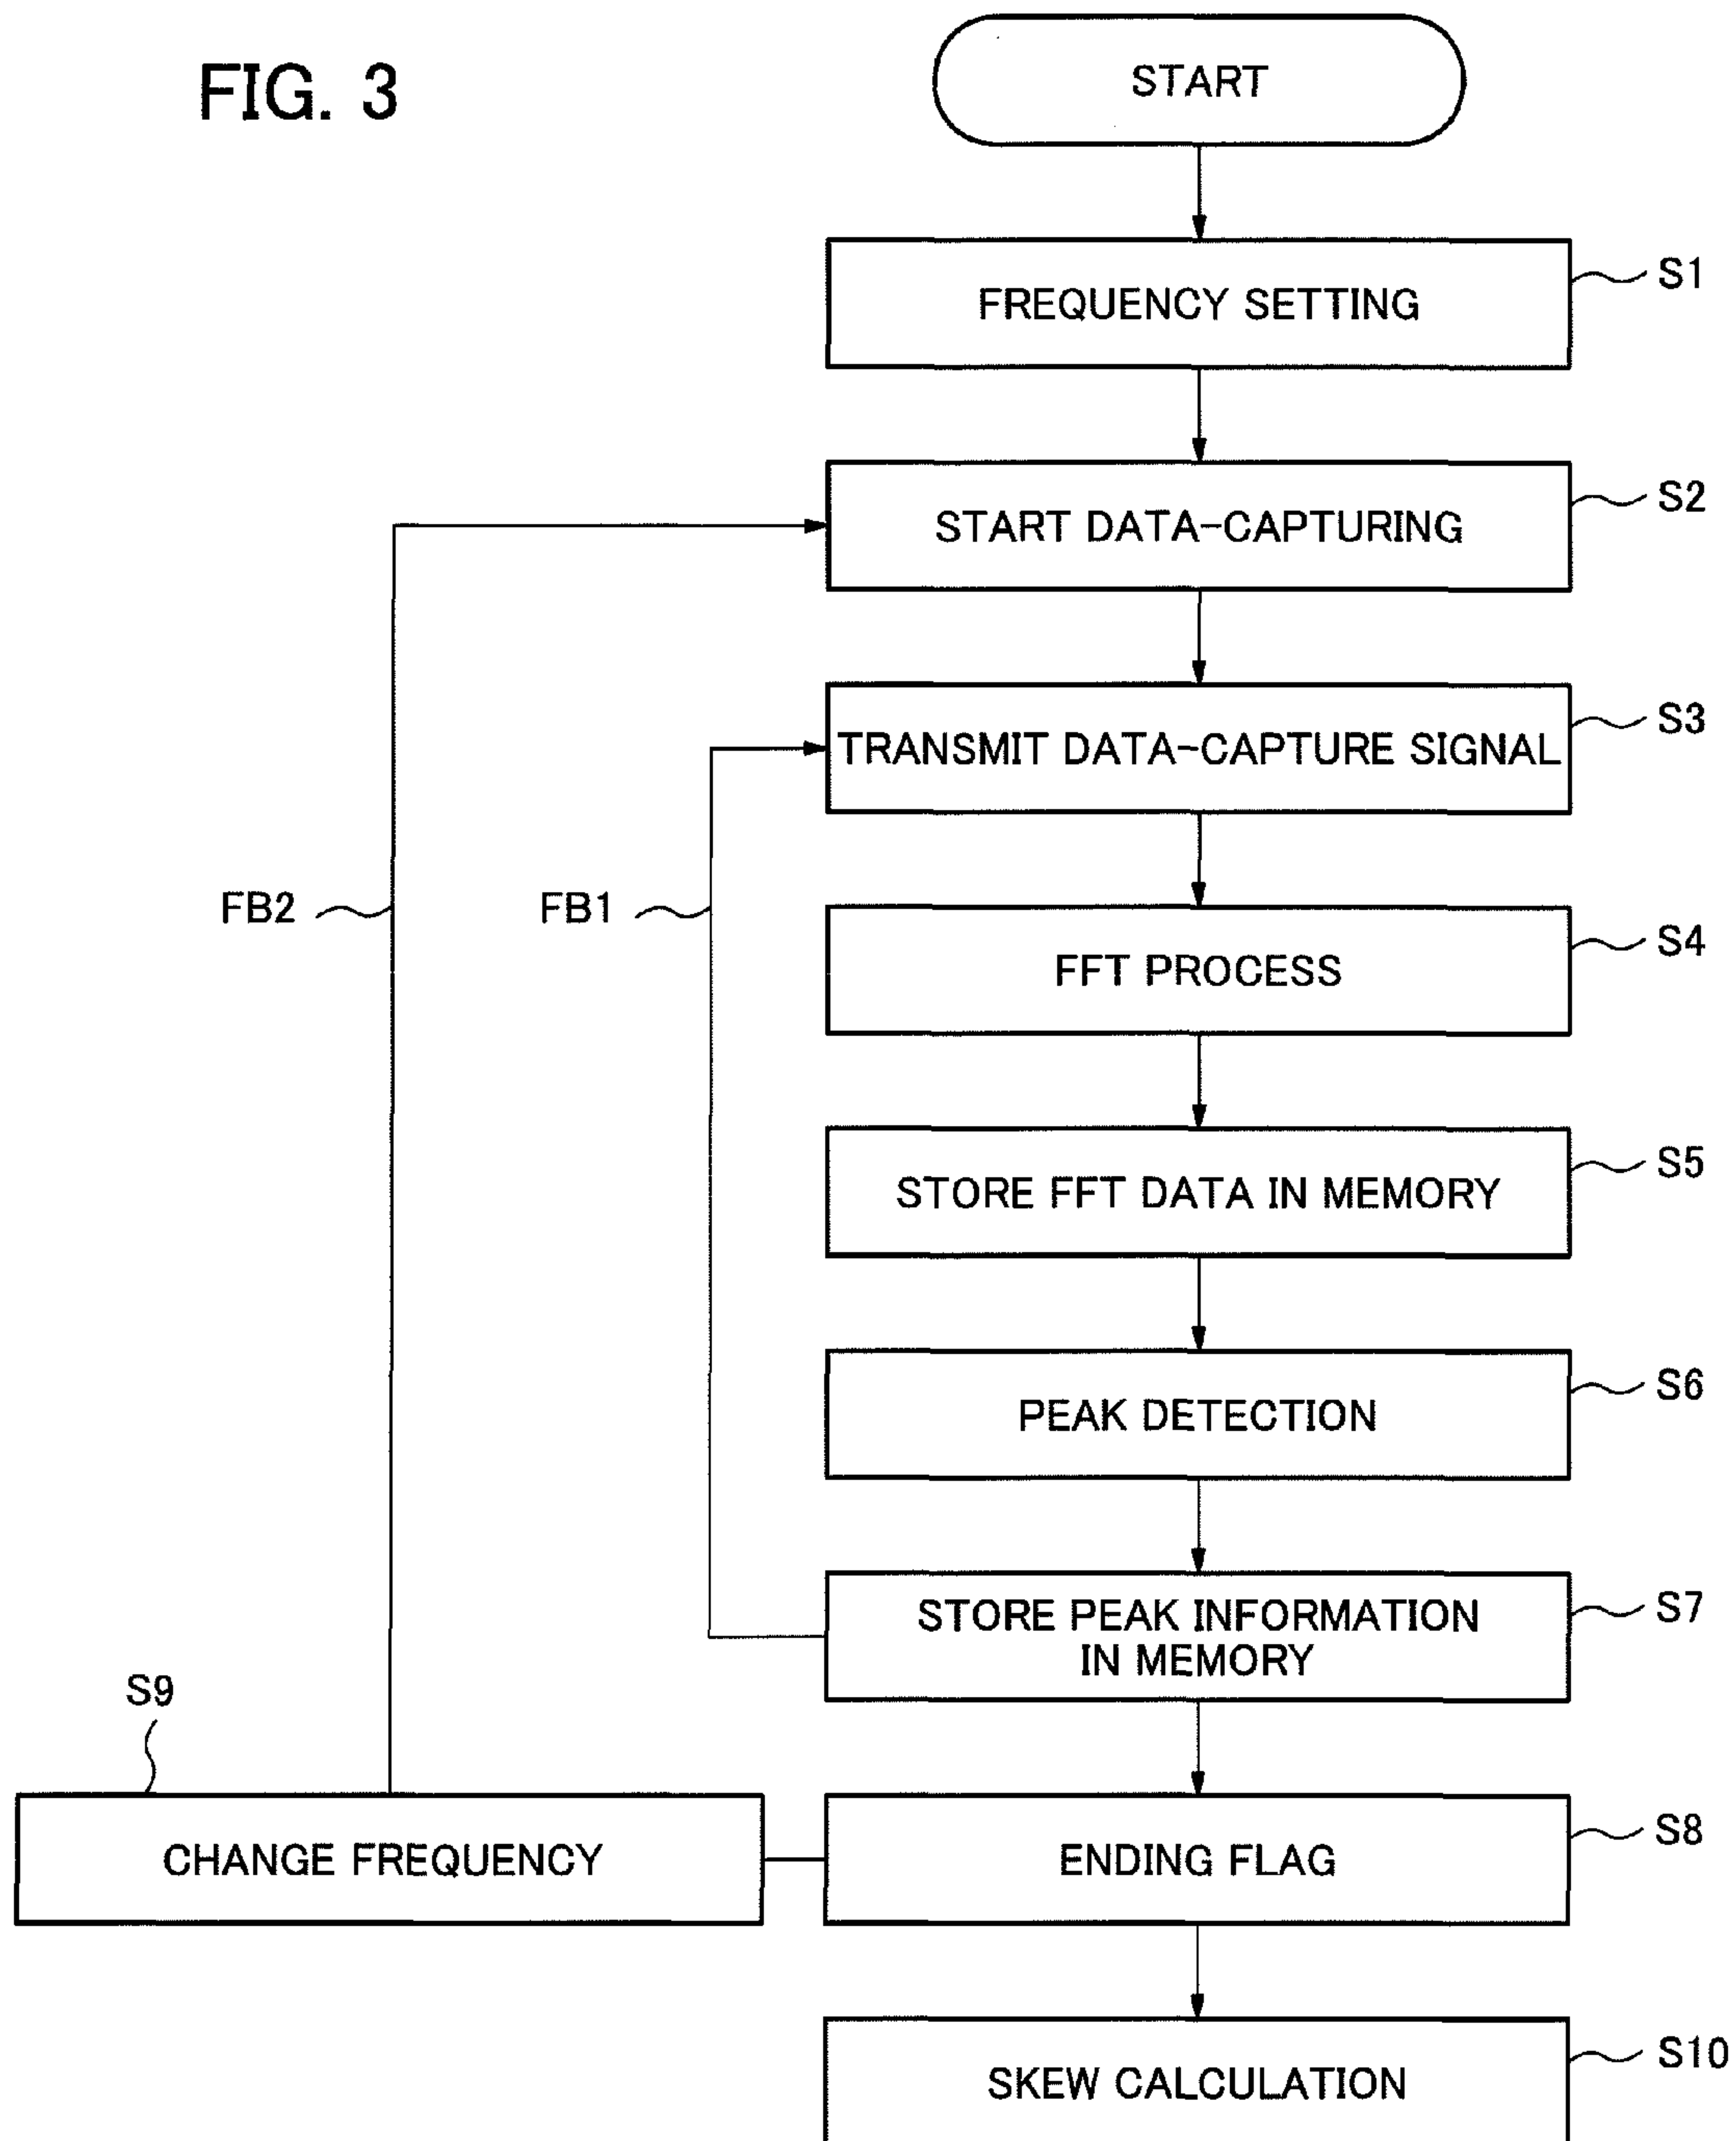 FIG. 3
START
FREQUENCY SETTING
S1
START DATA-CAPTURING
S2
TRANSMIT DATA-CAPTURE SIGNAL
S3
FB2
FB1
FFT PROCESS
S4
STORE FFT DATA IN MEMORY
S5
PEAK DETECTION
S6
STORE PEAK INFORMATION
IN MEMORY
S7
S9
CHANGE FREQUENCY
ENDING FLAG
S8
SKEW CALCULATION
S10